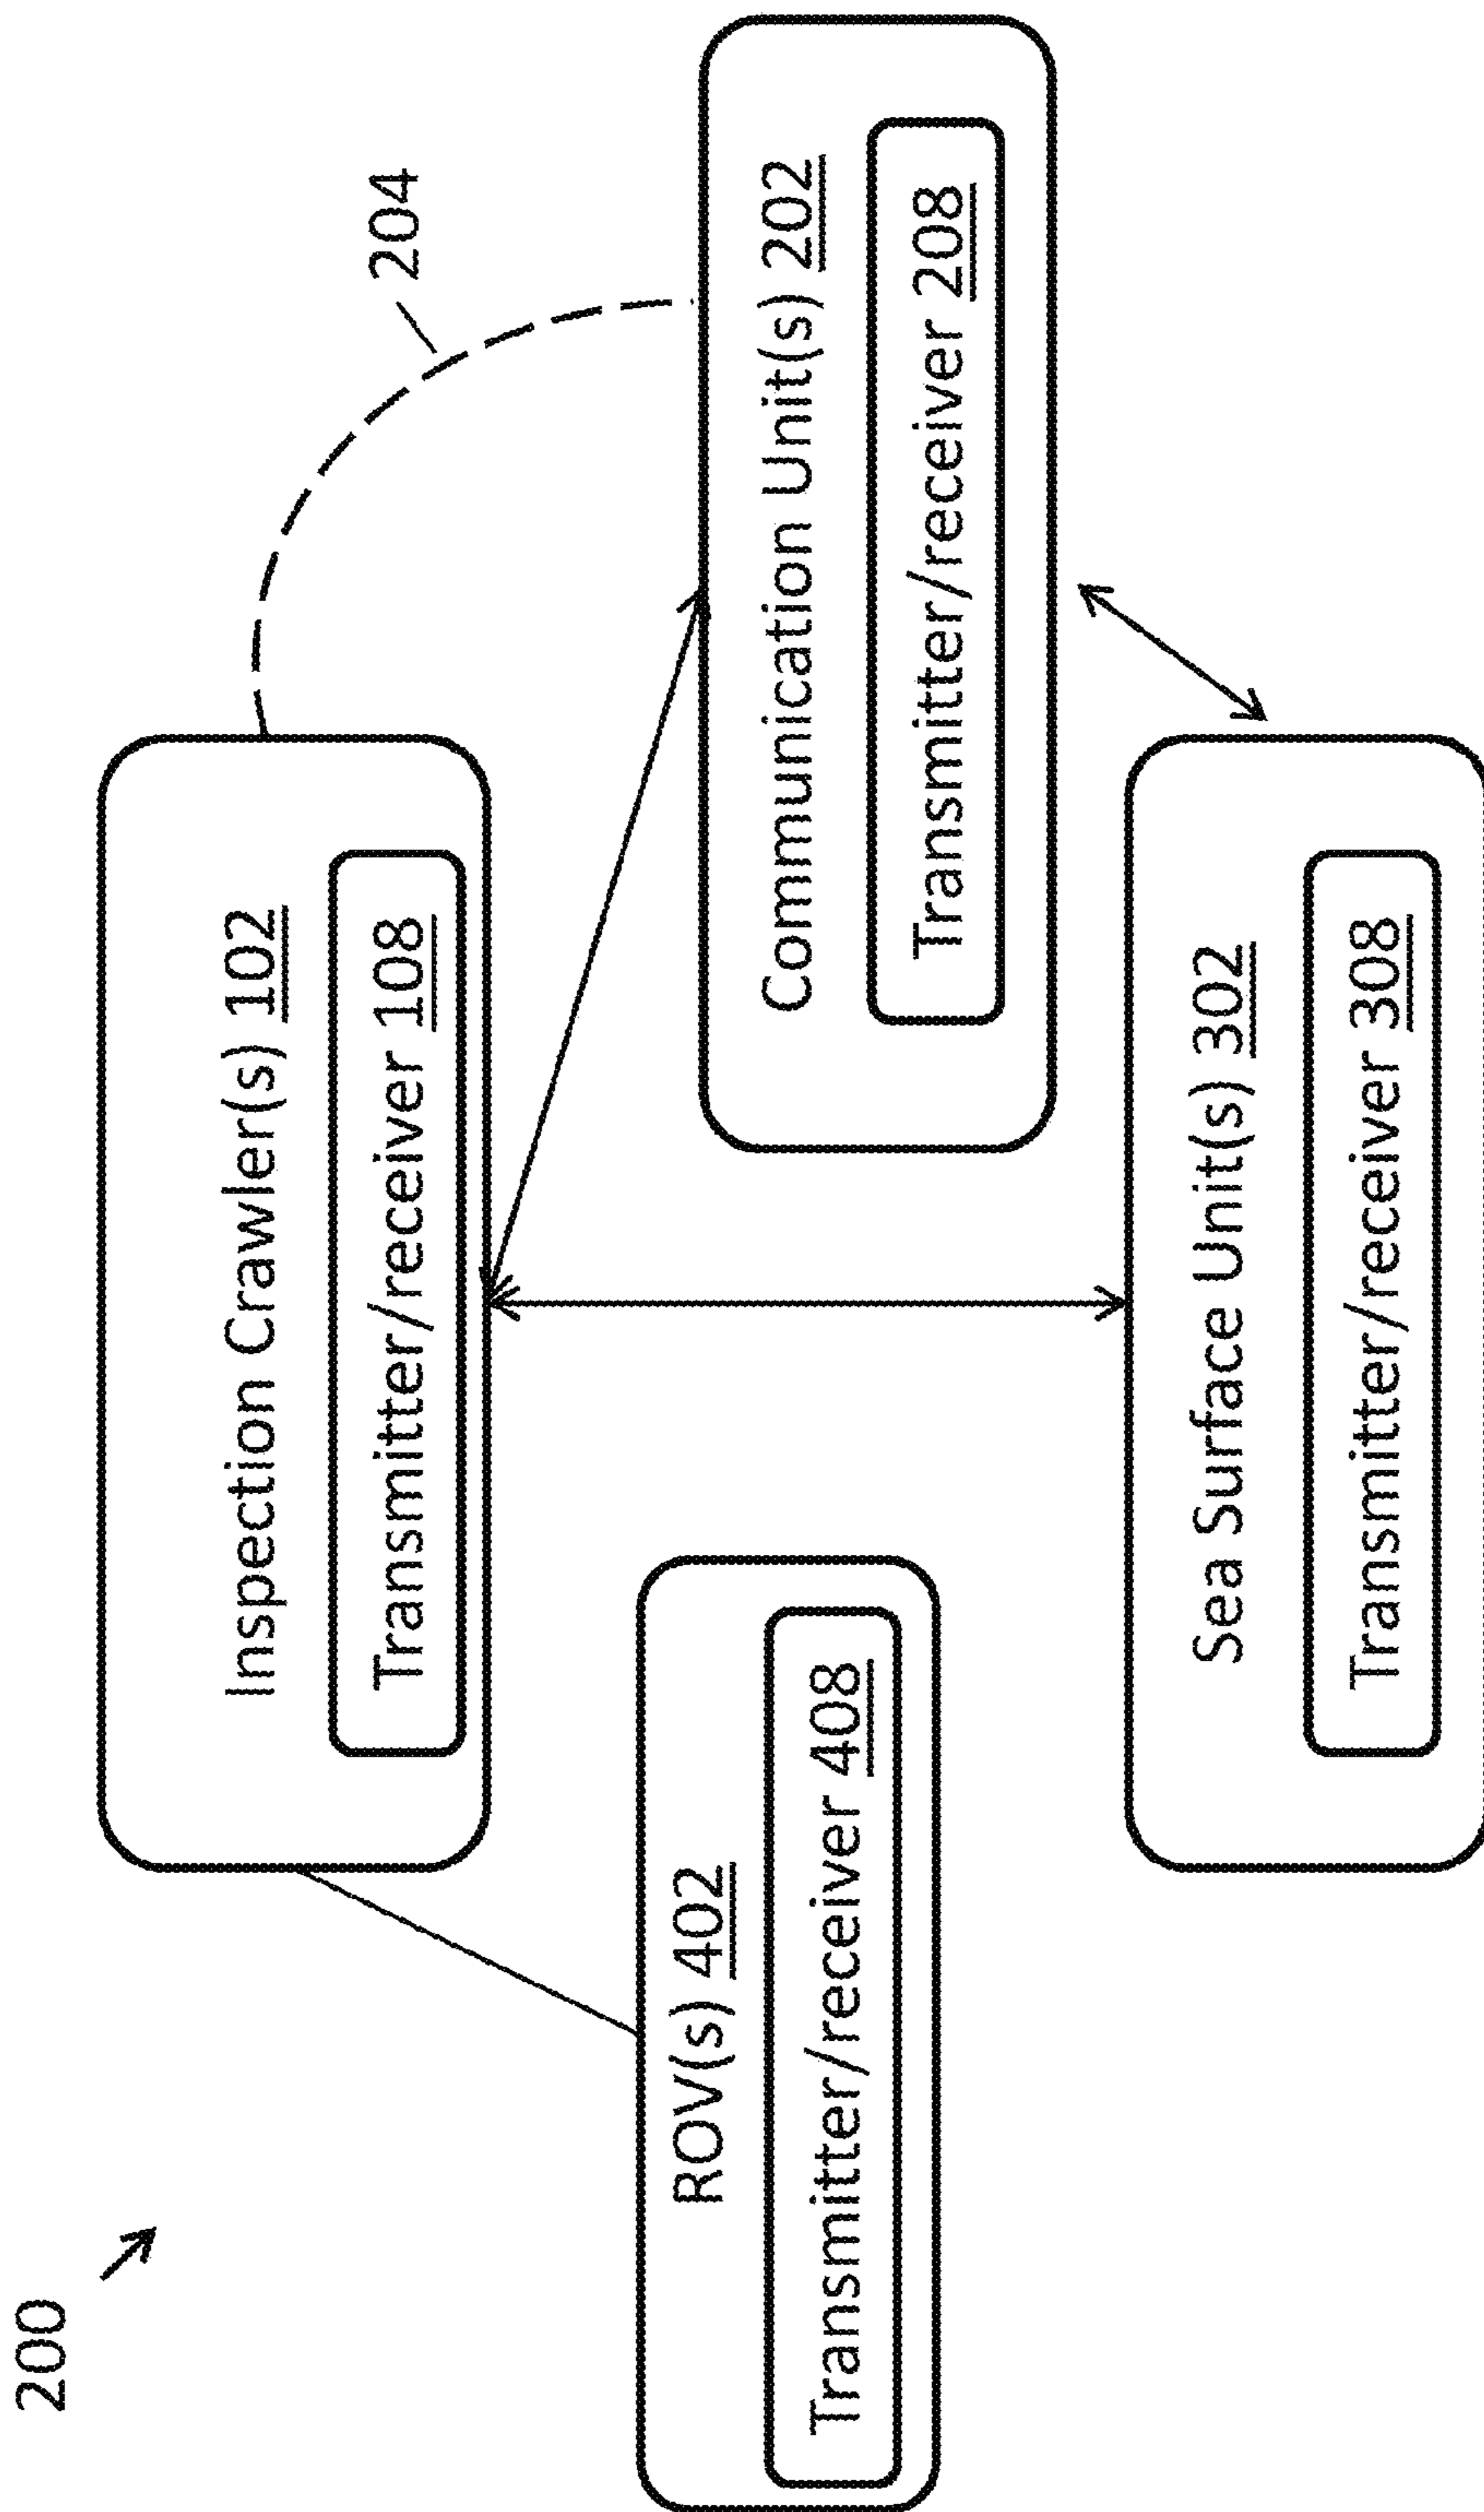 200
204
Inspection Crawler(s) 102
Transmitter/receiver 108
ROV(s) 402
Transmitter/receiver 408
Communication Unit(s) 202
Transmitter/receiver 208
Sea Surface Unit(s) 302
Transmitter/receiver 308